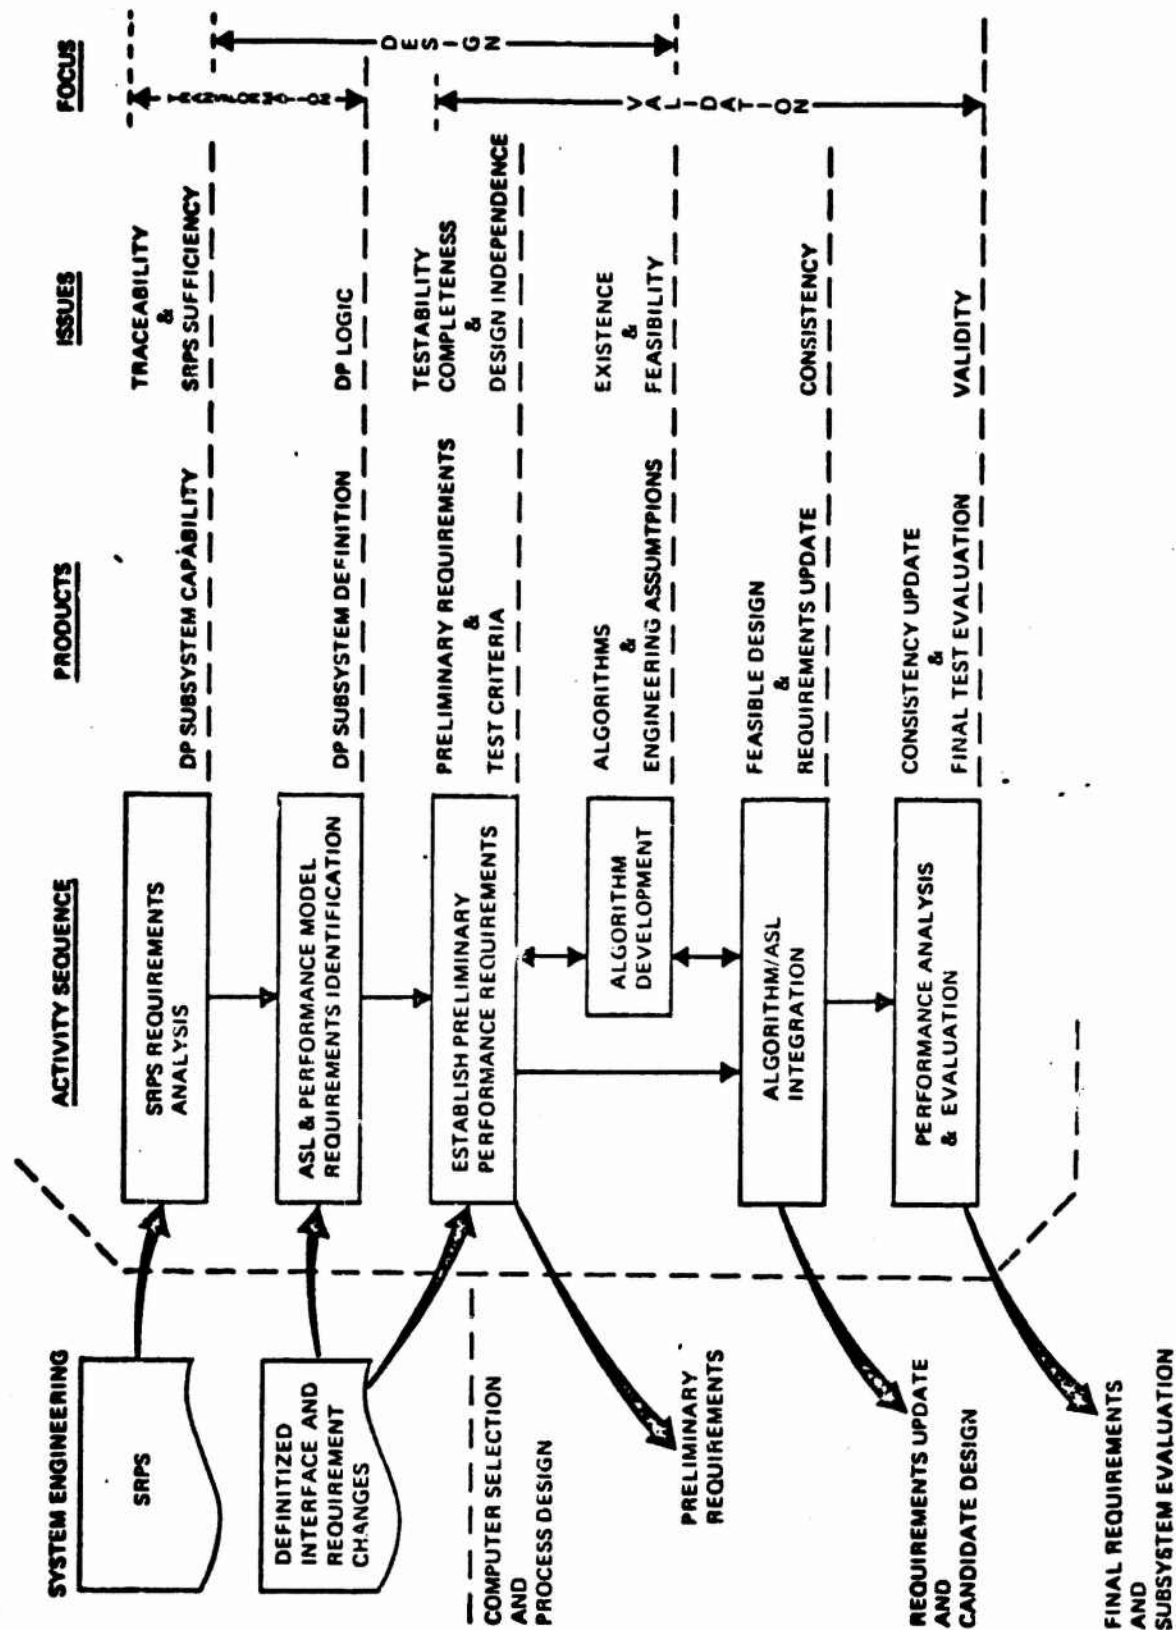 SYSTEM ENGINEERING
ACTIVITY SEQUENCE
PRODUCTS
ISSUES
FOCUS
SRPS
SRPS REQUIREMENTS
ANALYSIS
DP SUBSYSTEM CAPABILITY
TRACEABILITY
&
SRPS SUFFICIENCY
TRANSFORMATION
DESIGN
DEFINITIZED
INTERFACE AND
REQUIREMENT
CHANGES
ASL & PERFORMANCE MODEL
REQUIREMENTS IDENTIFICATION
DP SUBSYSTEM DEFINITION
DP LOGIC
COMPUTER SELECTION
AND
PROCESS DESIGN
ESTABLISH PRELIMINARY
PERFORMANCE REQUIREMENTS
PRELIMINARY REQUIREMENTS
&
TEST CRITERIA
TESTABILITY
COMPLETENESS
&
DESIGN INDEPENDENCE
VALIDATION
PRELIMINARY
REQUIREMENTS
ALGORITHM
DEVELOPMENT
ALGORITHMS
&
ENGINEERING ASSUMTPIONS
EXISTENCE
&
FEASIBILITY
ALGORITHM/ASL
INTEGRATION
FEASIBLE DESIGN
&
REQUIREMENTS UPDATE
CONSISTENCY
REQUIREMENTS UPDATE
AND
CANDIDATE DESIGN
PERFORMANCE ANALYSIS
& EVALUATION
CONSISTENCY UPDATE
&
FINAL TEST EVALUATION
VALIDITY
FINAL REQUIREMENTS
AND
SUBSYSTEM EVALUATION